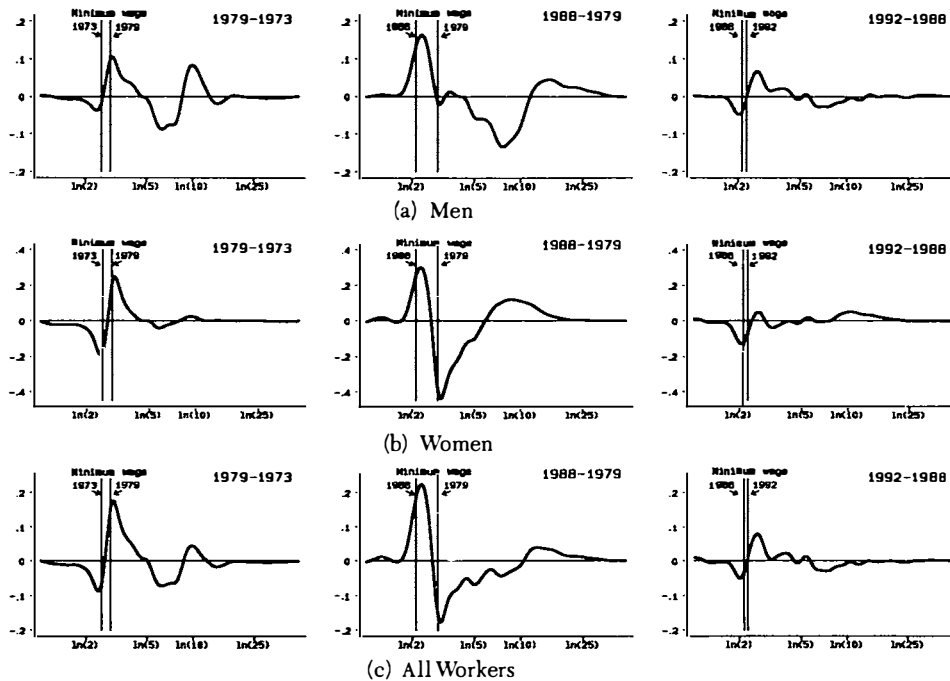 Minimum wage 1979-1973
1973 1979
.2
.1
0
-.1
-.2
ln(2) ln(5) ln(10) ln(25)
Minimum wage 1988-1979
1988 1979
ln(2) ln(5) ln(10) ln(25)
Minimum wage 1992-1988
1988 1992
.2
.1
0
-.1
-.2
ln(2) ln(5) ln(10) ln(25)
(a) Men
Minimum wage 1979-1973
1973 1979
.4
.2
0
-.2
-.4
ln(2) ln(5) ln(10) ln(25)
Minimum wage 1988-1979
1988 1979
.4
.2
0
-.2
-.4
ln(2) ln(5) ln(10) ln(25)
Minimum wage 1992-1988
1988 1992
.4
.2
0
-.2
-.4
ln(2) ln(5) ln(10) ln(25)
(b) Women
Minimum wage 1979-1973
1973 1979
.2
.1
0
-.1
-.2
ln(2) ln(5) ln(10) ln(25)
Minimum wage 1988-1979
1988 1979
.2
.1
0
-.1
-.2
ln(2) ln(5) ln(10) ln(25)
Minimum wage 1992-1988
1988 1992
.2
.1
0
-.1
-.2
ln(2) ln(5) ln(10) ln(25)
(c) All Workers